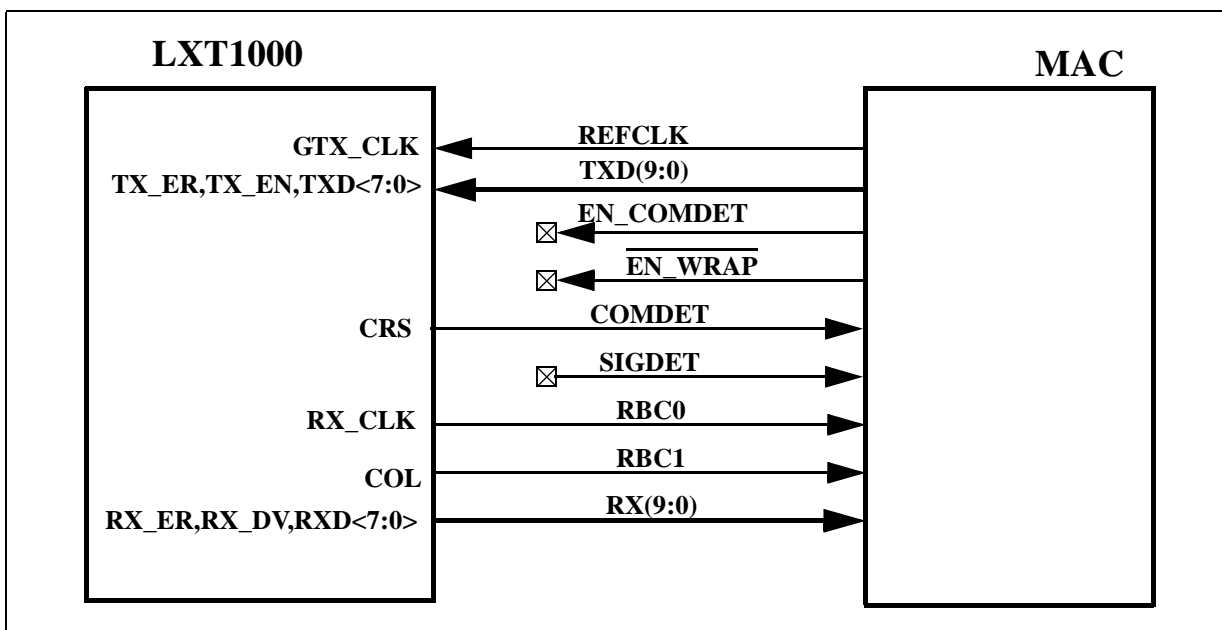 LXT1000
MAC
GTX_CLK
REFCLK
TX_ER,TX_EN,TXD<7:0>
TXD(9:0)
EN_COMDET
EN_WRAP
CRS
COMDET
SIGDET
RX_CLK
RBC0
COL
RBC1
RX_ER,RX_DV,RXD<7:0>
RX(9:0)